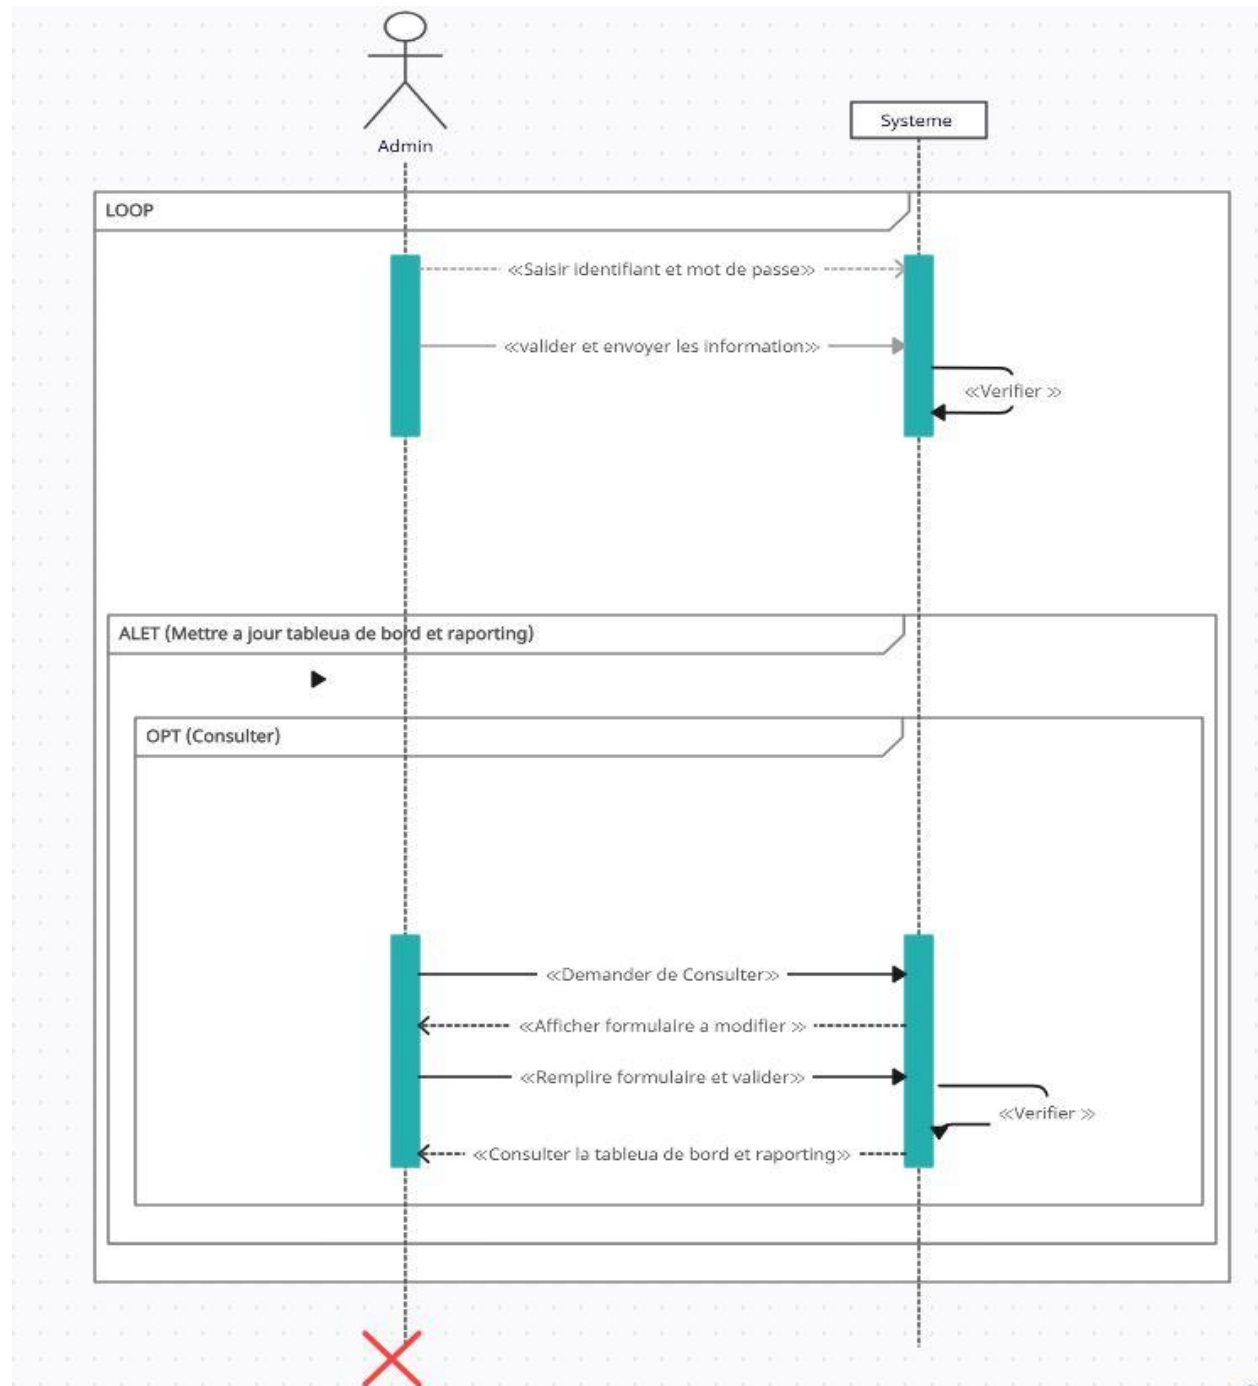 Admin
Systeme
LOOP
≪Saisir identifiant et mot de passe≫
≪valider et envoyer les information≫
≪Verifier ≫
ALET (Mettre a jour tableua de bord et raporting)
OPT (Consulter)
≪Demander de Consulter≫
≪Afficher formulaire a modifier ≫
≪Remplire formulaire et valider≫
≪Verifier ≫
≪Consulter la tableua de bord et raporting≫